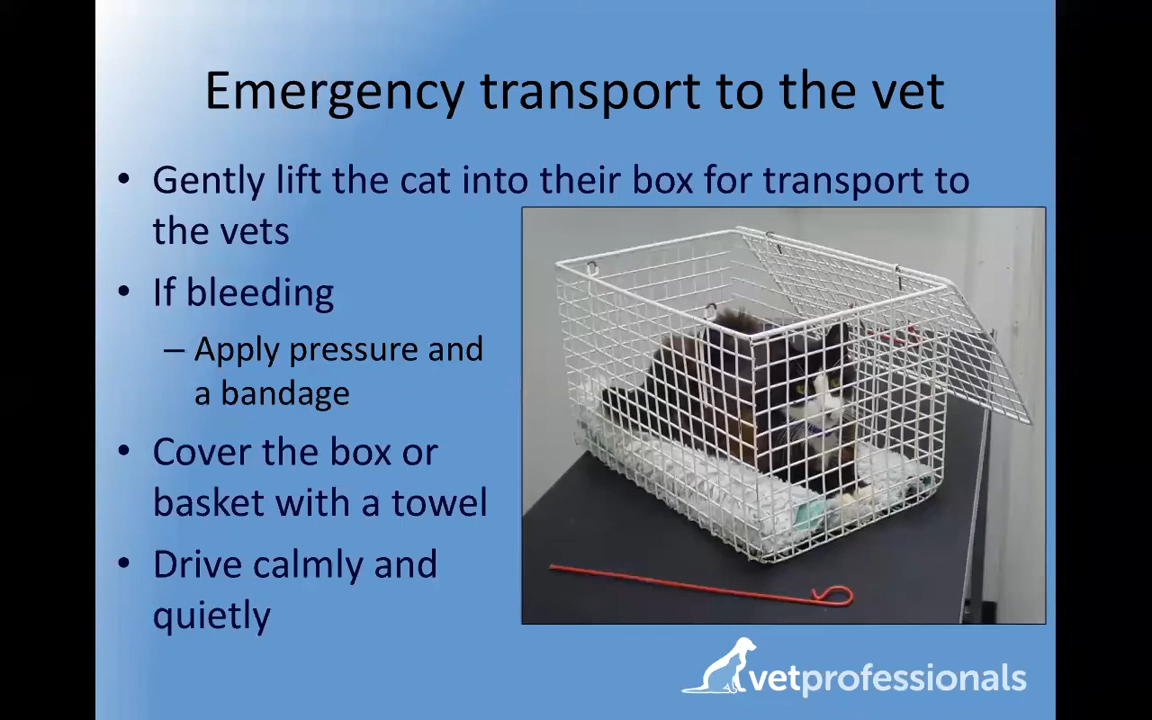 Emergency transport to the vet
• Gently lift the cat into their box for transport to
the vets
• If bleeding
– Apply pressure and
a bandage
• Cover the box or
basket with a towel
• Drive calmly and
quietly
vetprofessionals